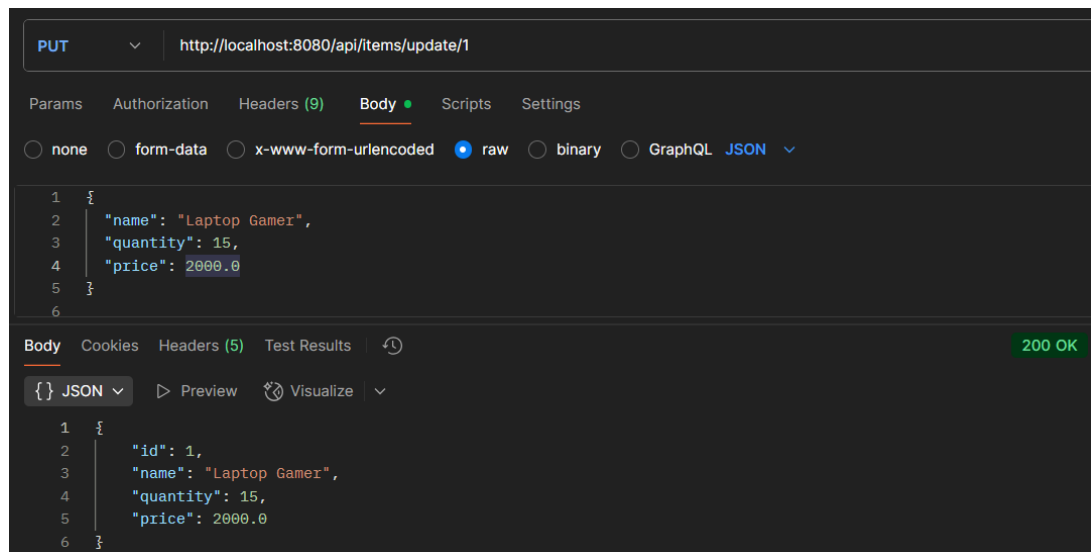 PUT http://localhost:8080/api/items/update/1
Params Authorization Headers (9) Body Scripts Settings
none form-data x-www-form-urlencoded raw binary GraphQL JSON
1 {
2 "name": "Laptop Gamer",
3 "quantity": 15,
4 "price": 2000.0
5 }
6
Body Cookies Headers (5) Test Results 200 OK
{} JSON Preview Visualize
1 {
2 "id": 1,
3 "name": "Laptop Gamer",
4 "quantity": 15,
5 "price": 2000.0
6 }